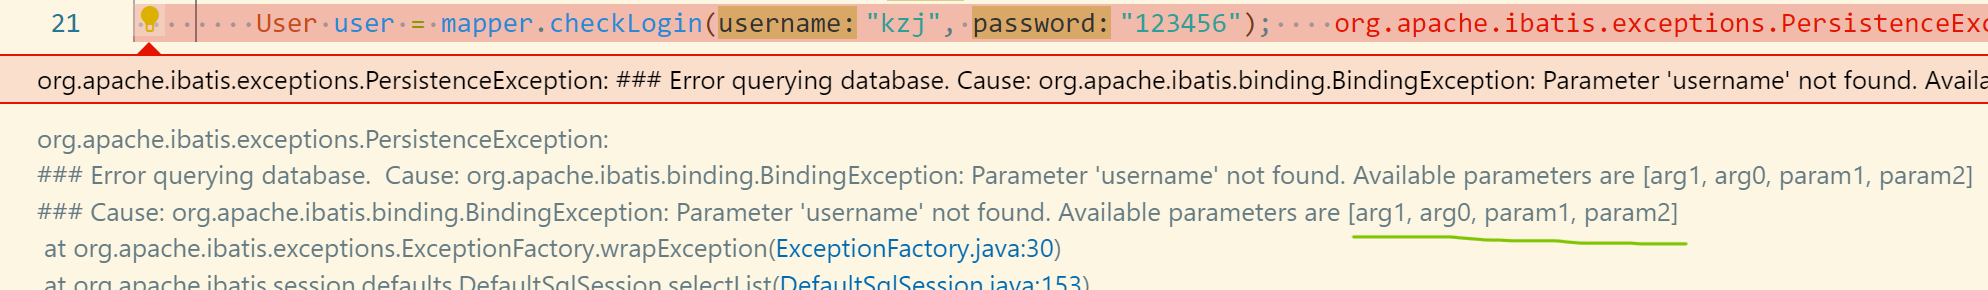 21 User user = mapper.checkLogin(username: "kzj", password: "123456"); org.apache.ibatis.exceptions.PersistenceExc
org.apache.ibatis.exceptions.PersistenceException: ### Error querying database. Cause: org.apache.ibatis.binding.BindingException: Parameter 'username' not found. Availa
org.apache.ibatis.exceptions.PersistenceException:
### Error querying database.  Cause: org.apache.ibatis.binding.BindingException: Parameter 'username' not found. Available parameters are [arg1, arg0, param1, param2]
### Cause: org.apache.ibatis.binding.BindingException: Parameter 'username' not found. Available parameters are [arg1, arg0, param1, param2]
at org.apache.ibatis.exceptions.ExceptionFactory.wrapException(ExceptionFactory.java:30)
at org.apache.ibatis.session.defaults.DefaultSqlSession.selectList(DefaultSqlSession.java:153)